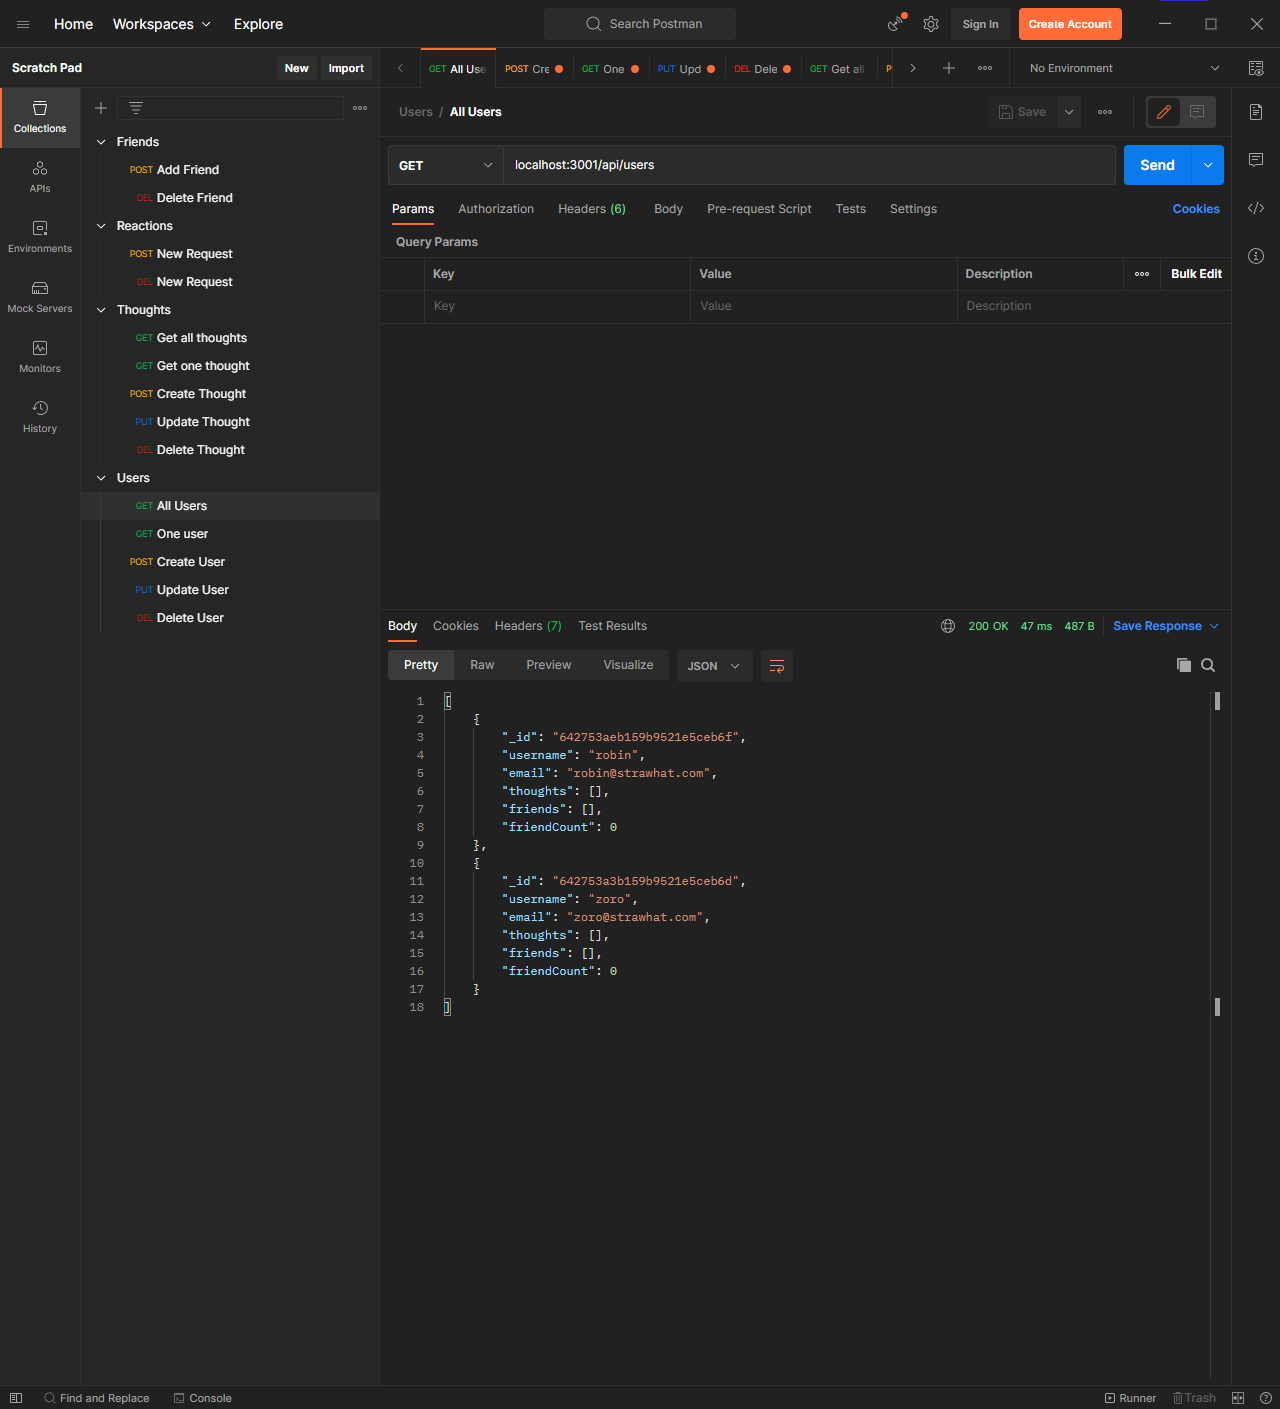 Home Workspaces Explore
Search Postman
Sign In
Create Account
Scratch Pad
New Import
GET All Use
POST Cre
GET One
PUT Upd
DEL Dele
GET Get all
No Environment
Collections
APIs
Environments
Mock Servers
Monitors
History
Friends
POST Add Friend
DEL Delete Friend
Reactions
POST New Request
DEL New Request
Thoughts
GET Get all thoughts
GET Get one thought
POST Create Thought
PUT Update Thought
DEL Delete Thought
Users
GET All Users
GET One user
POST Create User
PUT Update User
DEL Delete User
Users / All Users
Save
GET localhost:3001/api/users
Send
Params Authorization Headers (6) Body Pre-request Script Tests Settings
Cookies
Query Params
Key Value Description Bulk Edit
Key Value Description
Body Cookies Headers (7) Test Results
200 OK 47 ms 487 B Save Response
Pretty Raw Preview Visualize JSON
1 [
2 {
3 "_id": "642753aeb159b9521e5ceb6f",
4 "username": "robin",
5 "email": "robin@strawhat.com",
6 "thoughts": [],
7 "friends": [],
8 "friendCount": 0
9 },
10 {
11 "_id": "642753a3b159b9521e5ceb6d",
12 "username": "zoro",
13 "email": "zoro@strawhat.com",
14 "thoughts": [],
15 "friends": [],
16 "friendCount": 0
17 }
18 ]
Find and Replace Console
Runner Trash